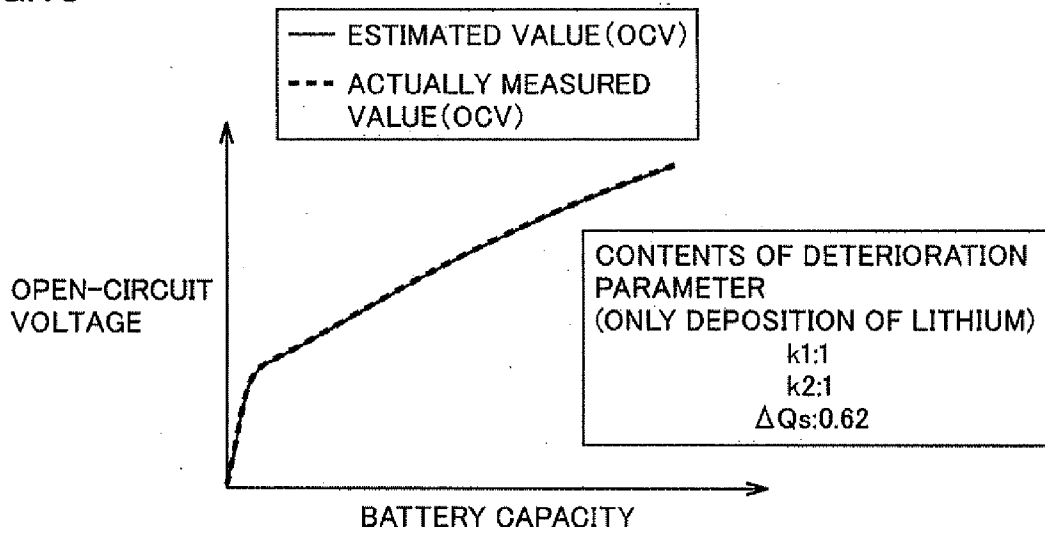 ESTIMATED VALUE(OCV)
ACTUALLY MEASURED
VALUE(OCV)
OPEN-CIRCUIT
VOLTAGE
CONTENTS OF DETERIORATION
PARAMETER
(ONLY DEPOSITION OF LITHIUM)
k1:1
k2:1
ΔQs:0.62
BATTERY CAPACITY